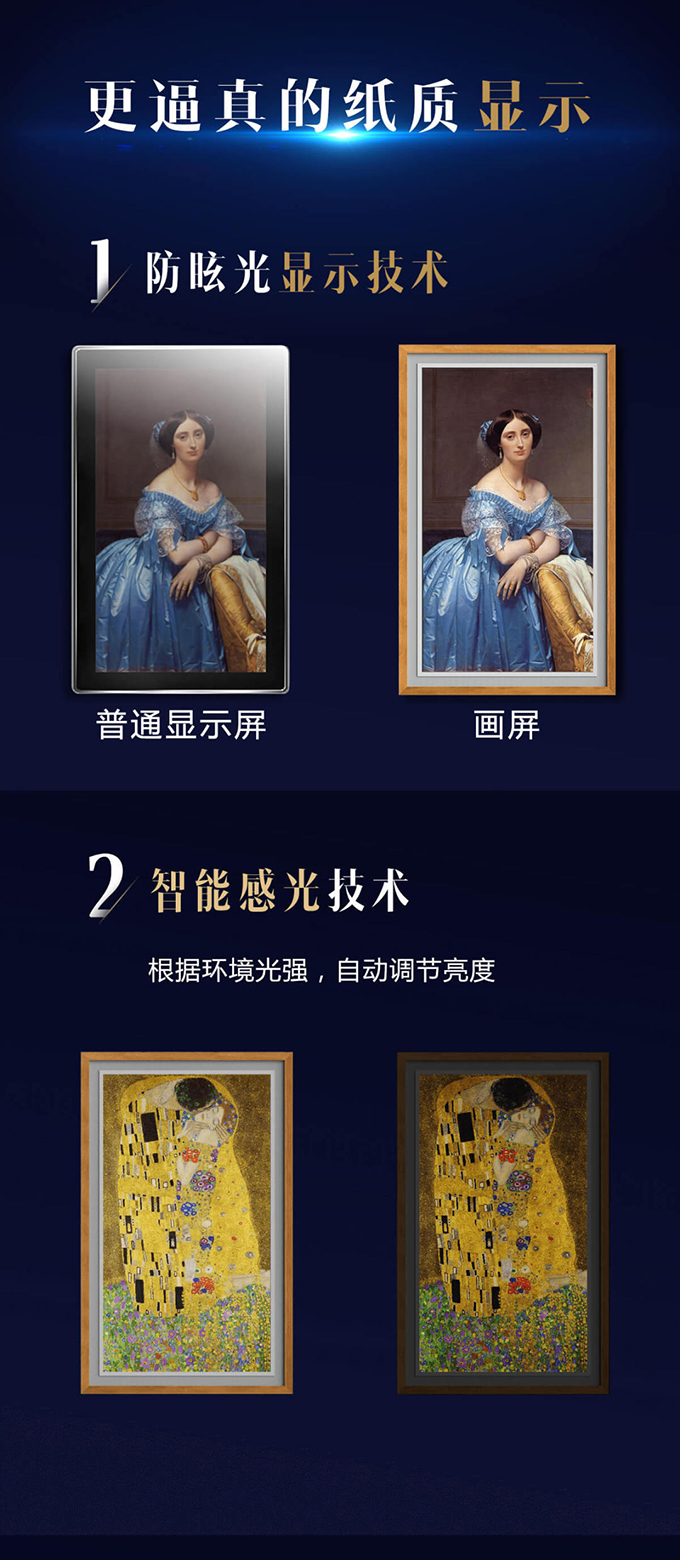 更逼真的纸质显示
1 防眩光显示技术
普通显示屏
画屏
2 智能感光技术
根据环境光强，自动调节亮度